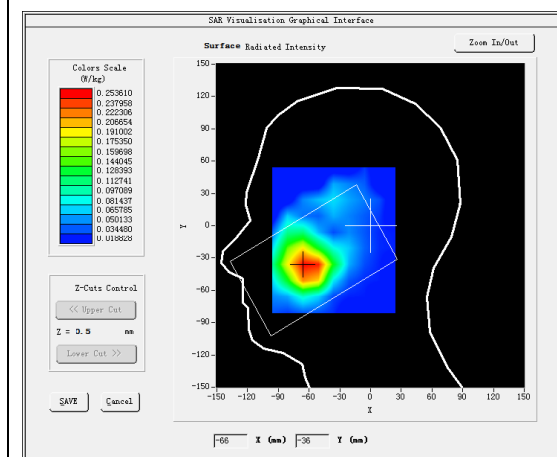 SAR Visualisation Graphical Interface
Surface Radiated Intensity
Zoom In/Out
Colors Scale
(W/kg)
0.253610
0.237958
0.222306
0.206654
0.191002
0.175350
0.159698
0.144045
0.128393
0.112741
0.097089
0.081437
0.065785
0.050133
0.034480
0.018828
150
120
90
60
30
0
-30
-60
-90
-120
-150
Y
-150 -120 -90 -60 -30 0 30 60 90 120 150
X
Z-Cuts Control
<< Upper Cut
Z = 0.5 mm
Lower Cut >>
SAVE Cancel
-66 X (mm) -36 Y (mm)